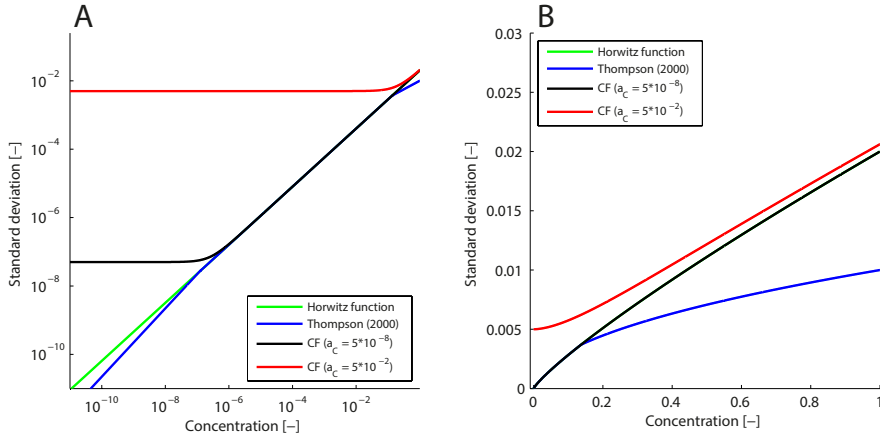 A
Standard deviation [−]
10⁻²
10⁻⁴
10⁻⁶
10⁻⁸
10⁻¹⁰
Horwitz function
Thompson (2000)
CF (a_C = 5*10⁻⁸)
CF (a_C = 5*10⁻²)
10⁻¹⁰ 10⁻⁸ 10⁻⁶ 10⁻⁴ 10⁻²
Concentration [−]
B
Standard deviation [−]
0.03
0.025
0.02
0.015
0.01
0.005
0
Horwitz function
Thompson (2000)
CF (a_C = 5*10⁻⁸)
CF (a_C = 5*10⁻²)
0 0.2 0.4 0.6 0.8 1
Concentration [−]